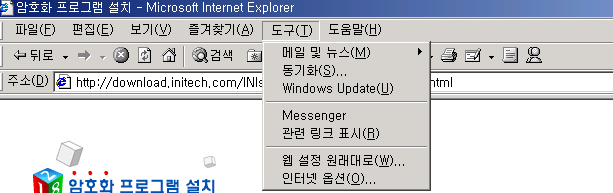 암호화 프로그램 설치 - Microsoft Internet Explorer
파일(F) 편집(E) 보기(V) 즐겨찾기(A) 도구(T) 도움말(H)
뒤로 검색
주소(D) http://download.initech.com/INIs html
메일 및 뉴스(M)
동기화(S)...
Windows Update(U)
Messenger
관련 링크 표시(R)
웹 설정 원래대로(W)...
인터넷 옵션(O)...
암호화 프로그램 설치